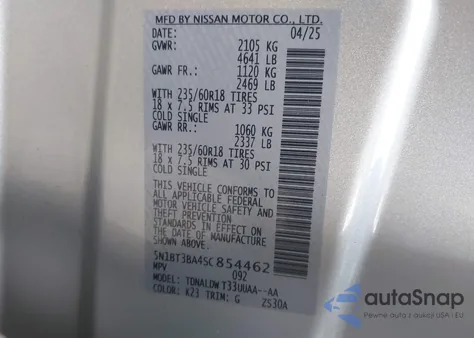 MFD BY NISSAN MOTOR CO., LTD.
DATE: 04/25
GVWR: 2105 KG
4641 LB
GAWR FR.: 1120 KG
2469 LB
WITH 235/60R18 TIRES
18 x 7.5 RIMS AT 33 PSI
COLD SINGLE
GAWR RR.: 1060 KG
2337 LB
WITH 235/60R18 TIRES
18 x 7.5 RIMS AT 30 PSI
COLD SINGLE
THIS VEHICLE CONFORMS TO
ALL APPLICABLE FEDERAL
MOTOR VEHICLE SAFETY AND
THEFT PREVENTION
STANDARDS IN EFFECT ON
THE DATE OF MANUFACTURE
SHOWN ABOVE.
5N1BT3BA4SC854462
MPV 092
MODEL: TDNALDW T33UUAA--AA
COLOR: K23 TRIM: G ZS30A
autoSnap
Pewne auta z USA i EU